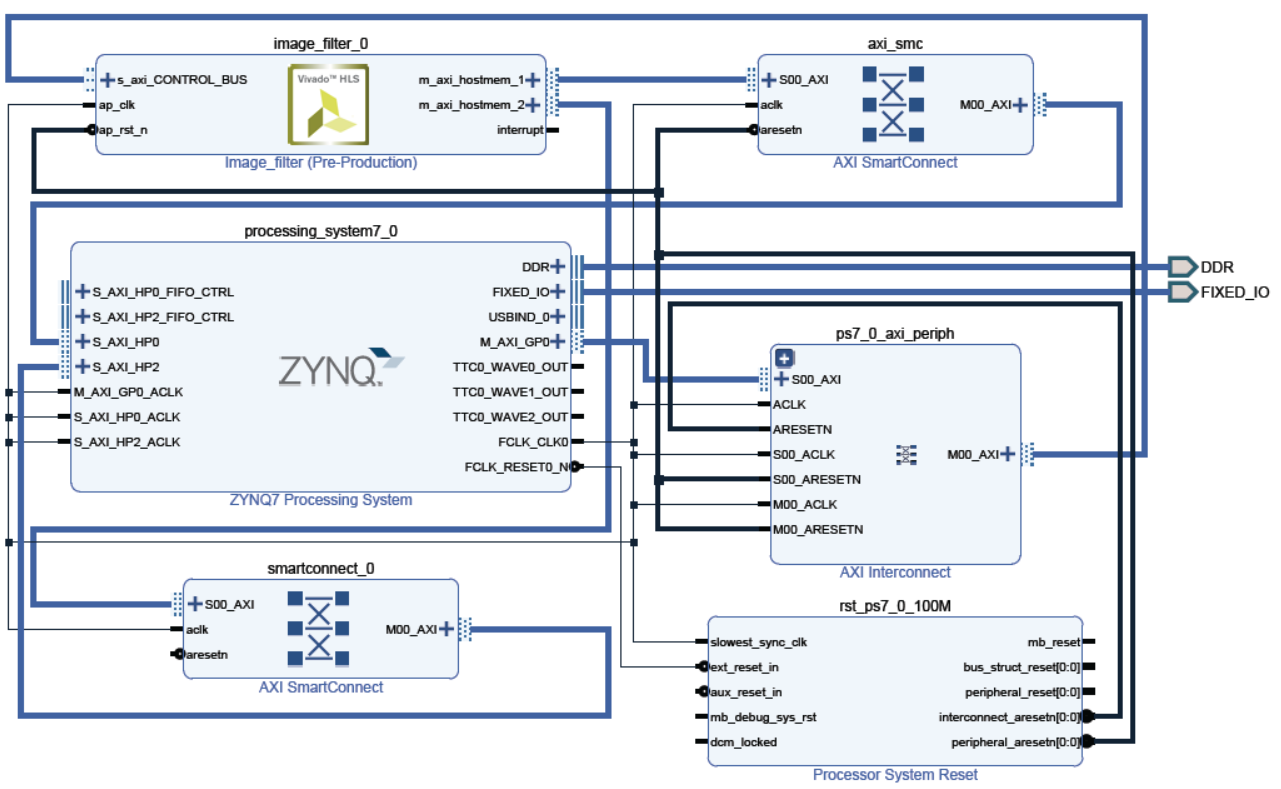 image_filter_0
s_axi_CONTROL_BUS
ap_clk
ap_rst_n
Vivado™ HLS
m_axi_hostmem_1
m_axi_hostmem_2
interrupt
Image_filter (Pre-Production)
axi_smc
S00_AXI
aclk
aresetn
M00_AXI
AXI SmartConnect
processing_system7_0
S_AXI_HP0_FIFO_CTRL
S_AXI_HP2_FIFO_CTRL
S_AXI_HP0
S_AXI_HP2
M_AXI_GP0_ACLK
S_AXI_HP0_ACLK
S_AXI_HP2_ACLK
ZYNQ
DDR
FIXED_IO
USBIND_0
M_AXI_GP0
TTC0_WAVE0_OUT
TTC0_WAVE1_OUT
TTC0_WAVE2_OUT
FCLK_CLK0
FCLK_RESET0_N
ZYNQ7 Processing System
DDR
FIXED_IO
ps7_0_axi_periph
S00_AXI
ACLK
ARESETN
S00_ACLK
S00_ARESETN
M00_ACLK
M00_ARESETN
M00_AXI
AXI Interconnect
smartconnect_0
S00_AXI
aclk
aresetn
M00_AXI
AXI SmartConnect
rst_ps7_0_100M
slowest_sync_clk
ext_reset_in
aux_reset_in
mb_debug_sys_rst
dcm_locked
mb_reset
bus_struct_reset[0:0]
peripheral_reset[0:0]
interconnect_aresetn[0:0]
peripheral_aresetn[0:0]
Processor System Reset